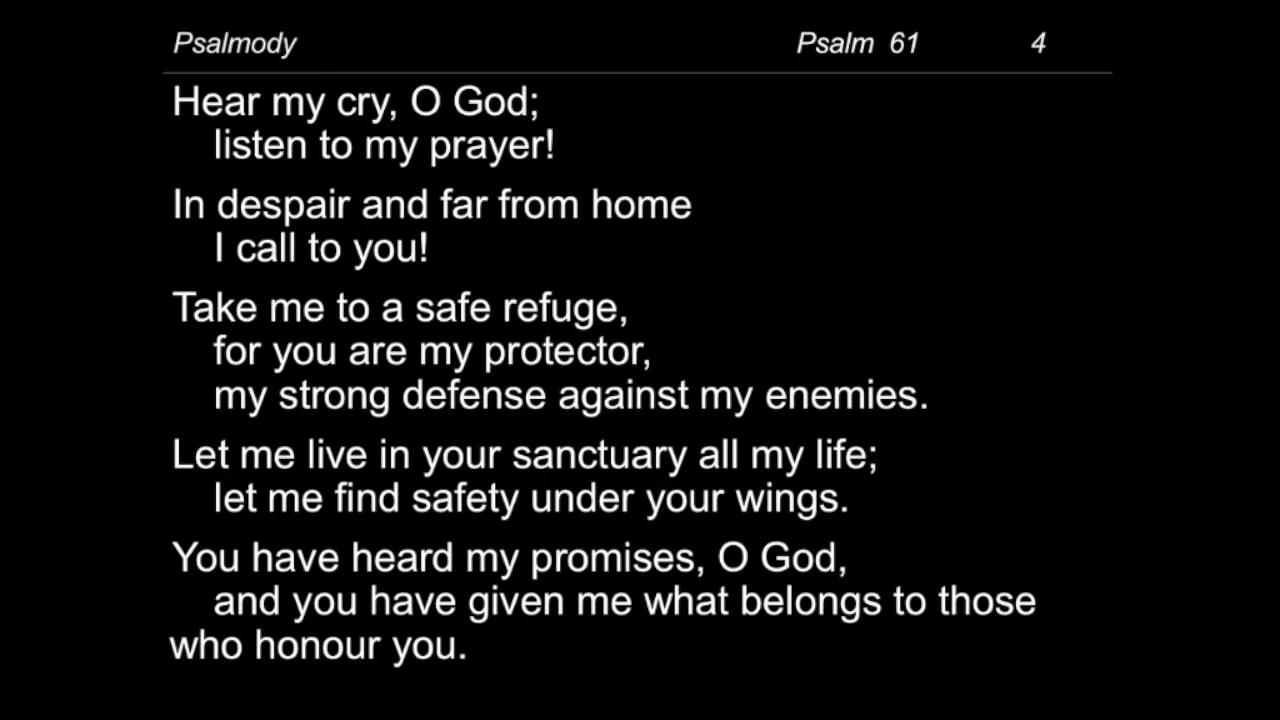 Psalmody Psalm 61 4
Hear my cry, O God;
listen to my prayer!
In despair and far from home
I call to you!
Take me to a safe refuge,
for you are my protector,
my strong defense against my enemies.
Let me live in your sanctuary all my life;
let me find safety under your wings.
You have heard my promises, O God,
and you have given me what belongs to those
who honour you.